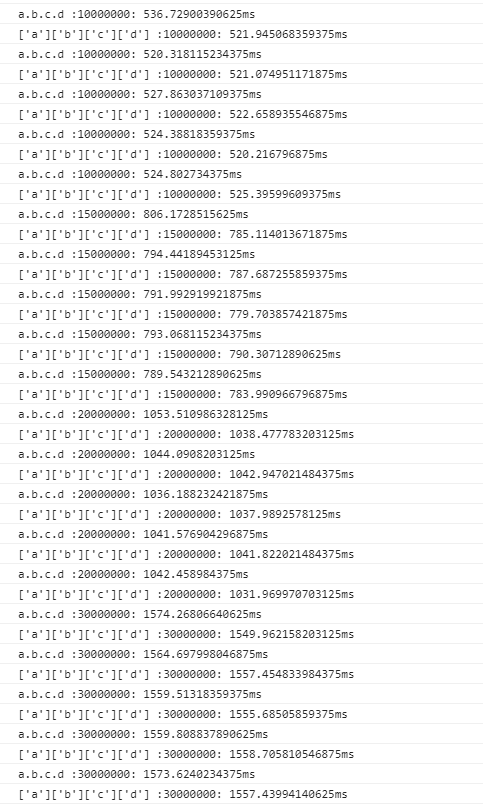 a.b.c.d :10000000: 536.72900390625ms
['a']['b']['c']['d'] :10000000: 521.945068359375ms
a.b.c.d :10000000: 520.318115234375ms
['a']['b']['c']['d'] :10000000: 521.074951171875ms
a.b.c.d :10000000: 527.863037109375ms
['a']['b']['c']['d'] :10000000: 522.658935546875ms
a.b.c.d :10000000: 524.38818359375ms
['a']['b']['c']['d'] :10000000: 520.216796875ms
a.b.c.d :10000000: 524.802734375ms
['a']['b']['c']['d'] :10000000: 525.39599609375ms
a.b.c.d :15000000: 806.1728515625ms
['a']['b']['c']['d'] :15000000: 785.114013671875ms
a.b.c.d :15000000: 794.44189453125ms
['a']['b']['c']['d'] :15000000: 787.687255859375ms
a.b.c.d :15000000: 791.992919921875ms
['a']['b']['c']['d'] :15000000: 779.703857421875ms
a.b.c.d :15000000: 793.068115234375ms
['a']['b']['c']['d'] :15000000: 790.30712890625ms
a.b.c.d :15000000: 789.543212890625ms
['a']['b']['c']['d'] :15000000: 783.990966796875ms
a.b.c.d :20000000: 1053.510986328125ms
['a']['b']['c']['d'] :20000000: 1038.477783203125ms
a.b.c.d :20000000: 1044.0908203125ms
['a']['b']['c']['d'] :20000000: 1042.947021484375ms
a.b.c.d :20000000: 1036.188232421875ms
['a']['b']['c']['d'] :20000000: 1037.9892578125ms
a.b.c.d :20000000: 1041.576904296875ms
['a']['b']['c']['d'] :20000000: 1041.822021484375ms
a.b.c.d :20000000: 1042.458984375ms
['a']['b']['c']['d'] :20000000: 1031.969970703125ms
a.b.c.d :30000000: 1574.26806640625ms
['a']['b']['c']['d'] :30000000: 1549.962158203125ms
a.b.c.d :30000000: 1564.697998046875ms
['a']['b']['c']['d'] :30000000: 1557.454833984375ms
a.b.c.d :30000000: 1559.51318359375ms
['a']['b']['c']['d'] :30000000: 1555.68505859375ms
a.b.c.d :30000000: 1559.808837890625ms
['a']['b']['c']['d'] :30000000: 1558.705810546875ms
a.b.c.d :30000000: 1573.6240234375ms
['a']['b']['c']['d'] :30000000: 1557.43994140625ms